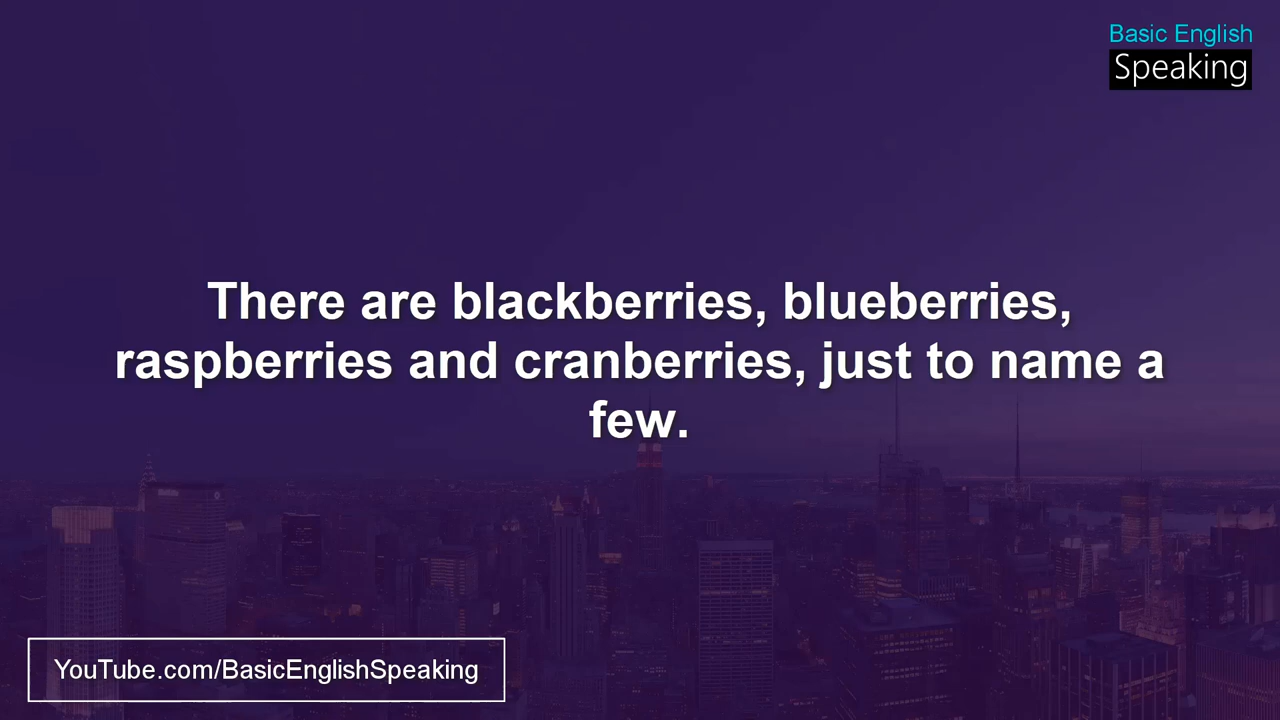 Basic English
Speaking
There are blackberries, blueberries,
raspberries and cranberries, just to name a
few.
YouTube.com/BasicEnglishSpeaking